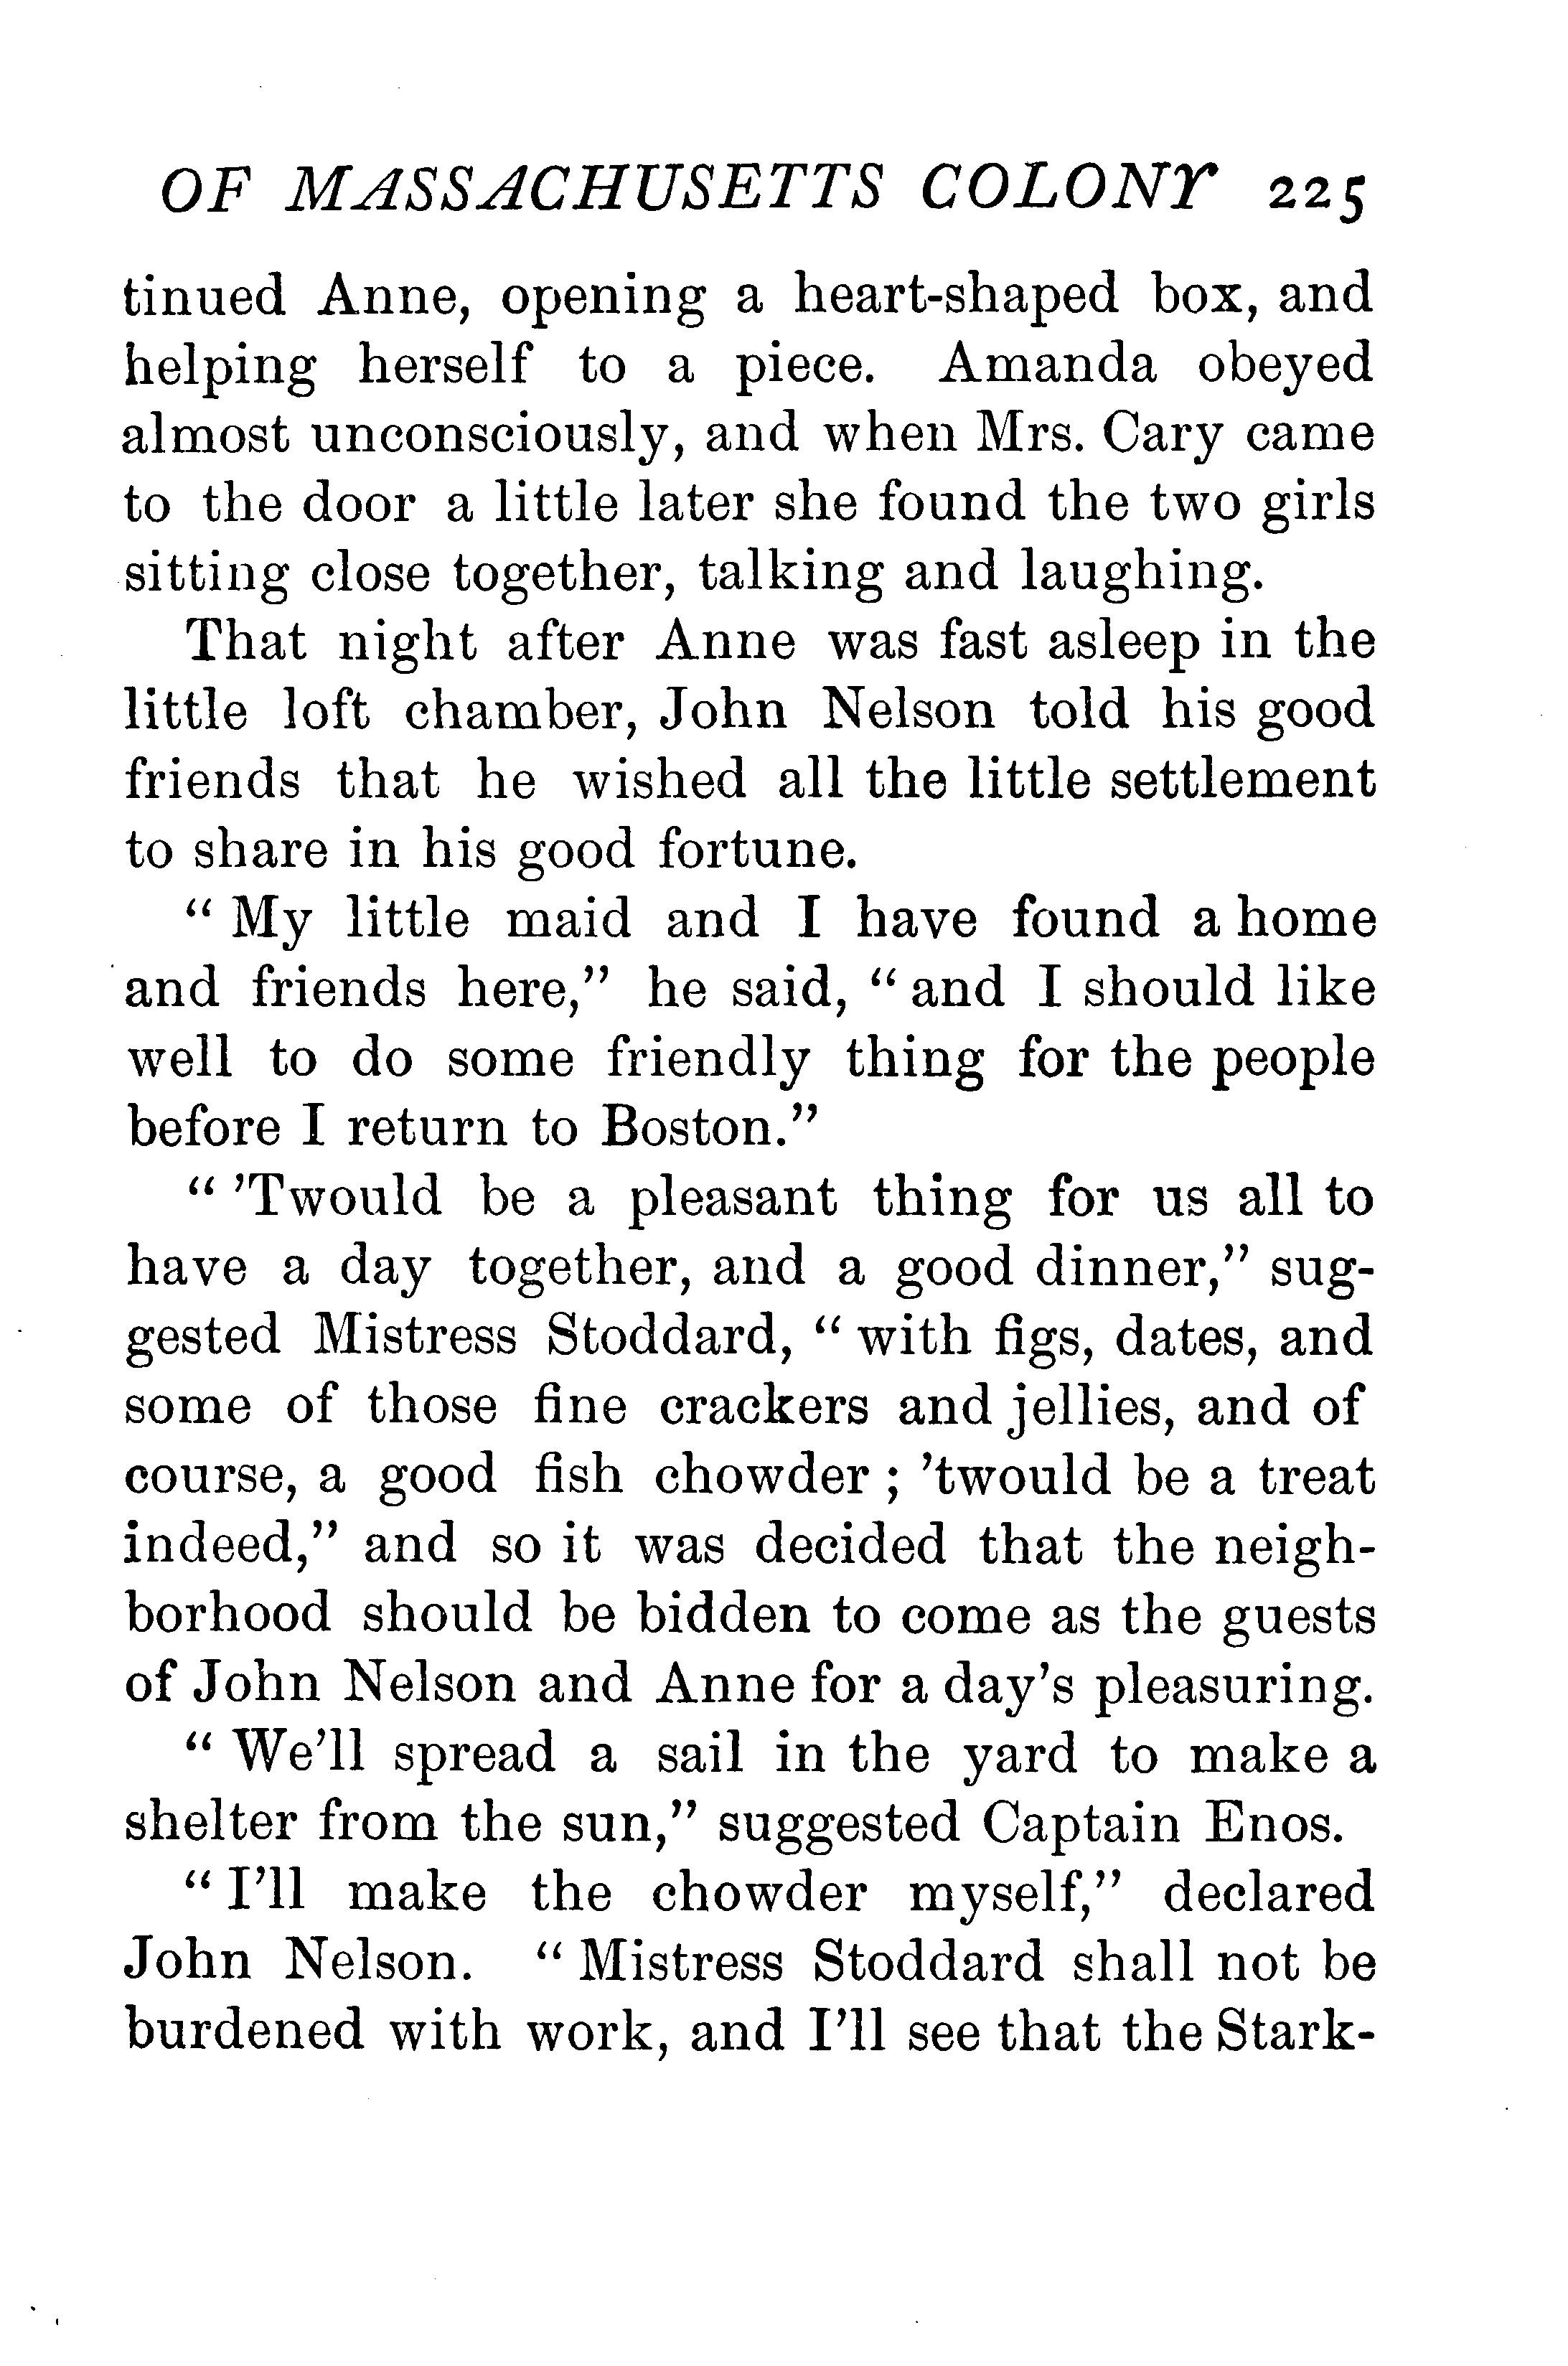 OF MASSACHUSETTS COLONY 225
tinued Anne, opening a heart-shaped box, and
helping herself to a piece. Amanda obeyed
almost unconsciously, and when Mrs. Cary came
to the door a little later she found the two girls
sitting close together, talking and laughing.
That night after Anne was fast asleep in the
little loft chamber, John Nelson told his good
friends that he wished all the little settlement
to share in his good fortune.
“ My little maid and I have found a home
and friends here,” he said, “ and I should like
well to do some friendly thing for the people
before I return to Boston.”
“ ’Twould be a pleasant thing for us all to
have a day together, and a good dinner,” sug-
gested Mistress Stoddard, “ with figs, dates, and
some of those fine crackers and jellies, and of
course, a good fish chowder ; ’twould be a treat
indeed,” and so it was decided that the neigh-
borhood should be bidden to come as the guests
of John Nelson and Anne for a day’s pleasuring.
“ We’ll spread a sail in the yard to make a
shelter from the sun,” suggested Captain Enos.
“ I’ll make the chowder myself,” declared
John Nelson. “ Mistress Stoddard shall not be
burdened with work, and I’ll see that the Stark-